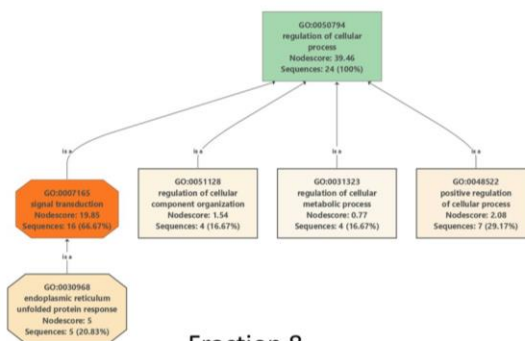 GO:0050794
regulation of cellular
process
Nodescore: 39.46
Sequences: 24 (100%)
is a
is a
is a
is a
GO:0007165
signal transduction
Nodescore: 19.85
Sequences: 16 (66.67%)
GO:0051128
regulation of cellular
component organization
Nodescore: 1.54
Sequences: 4 (16.67%)
GO:0031323
regulation of cellular
metabolic process
Nodescore: 0.77
Sequences: 4 (16.67%)
GO:0048522
positive regulation
of cellular process
Nodescore: 2.08
Sequences: 7 (29.17%)
is a
GO:0030968
endoplasmic reticulum
unfolded protein response
Nodescore: 5
Sequences: 5 (20.83%)